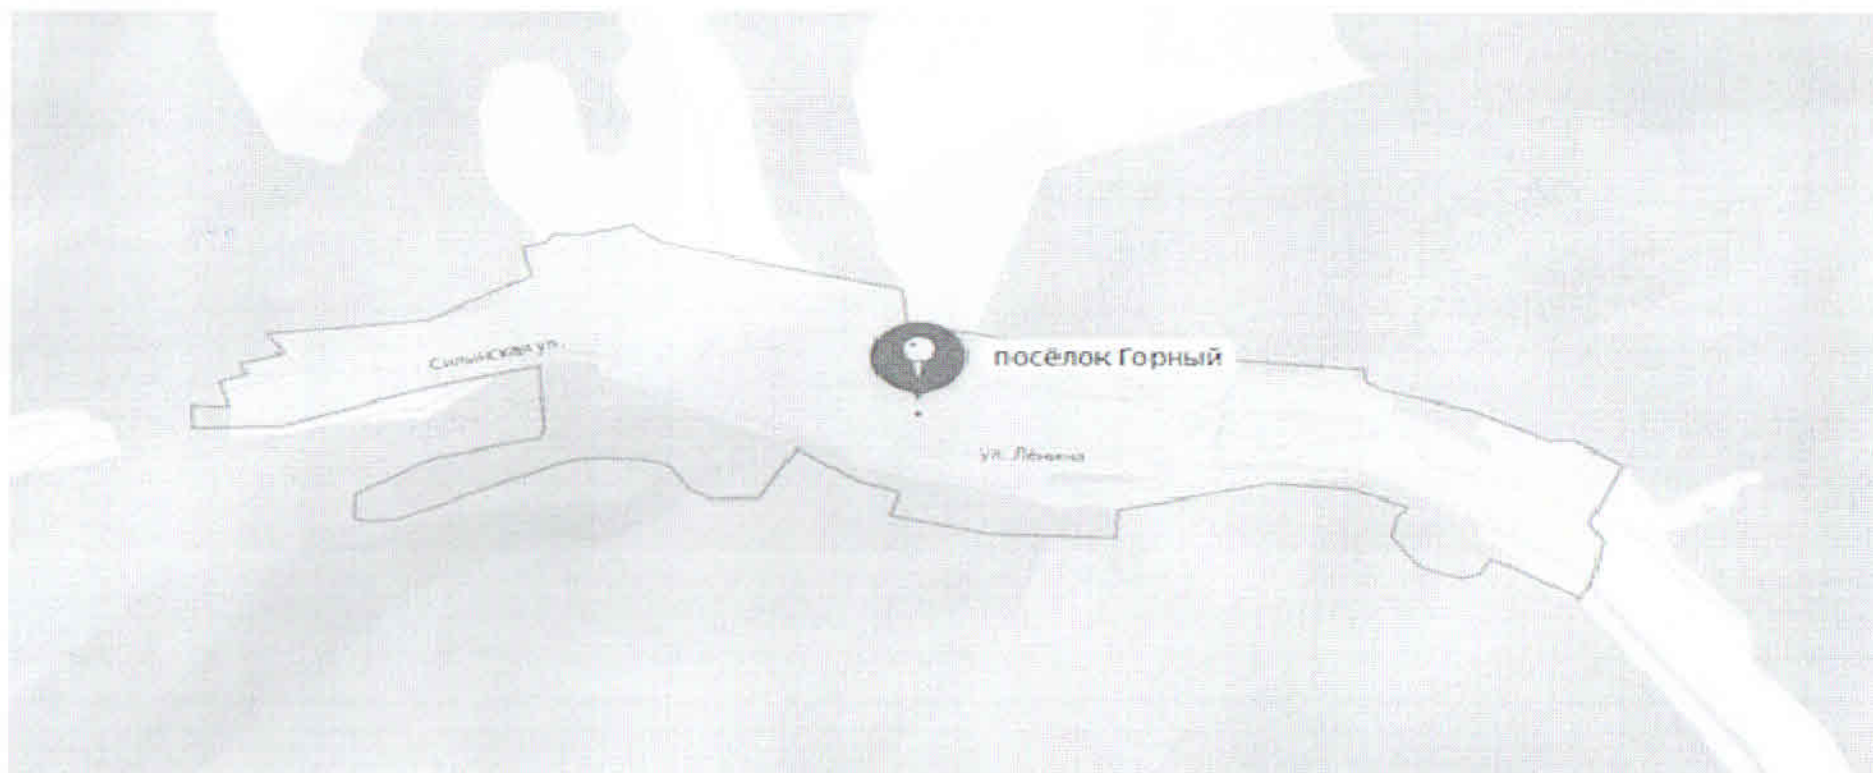 Силинская ул.
посёлок Горный
ул. Ленина